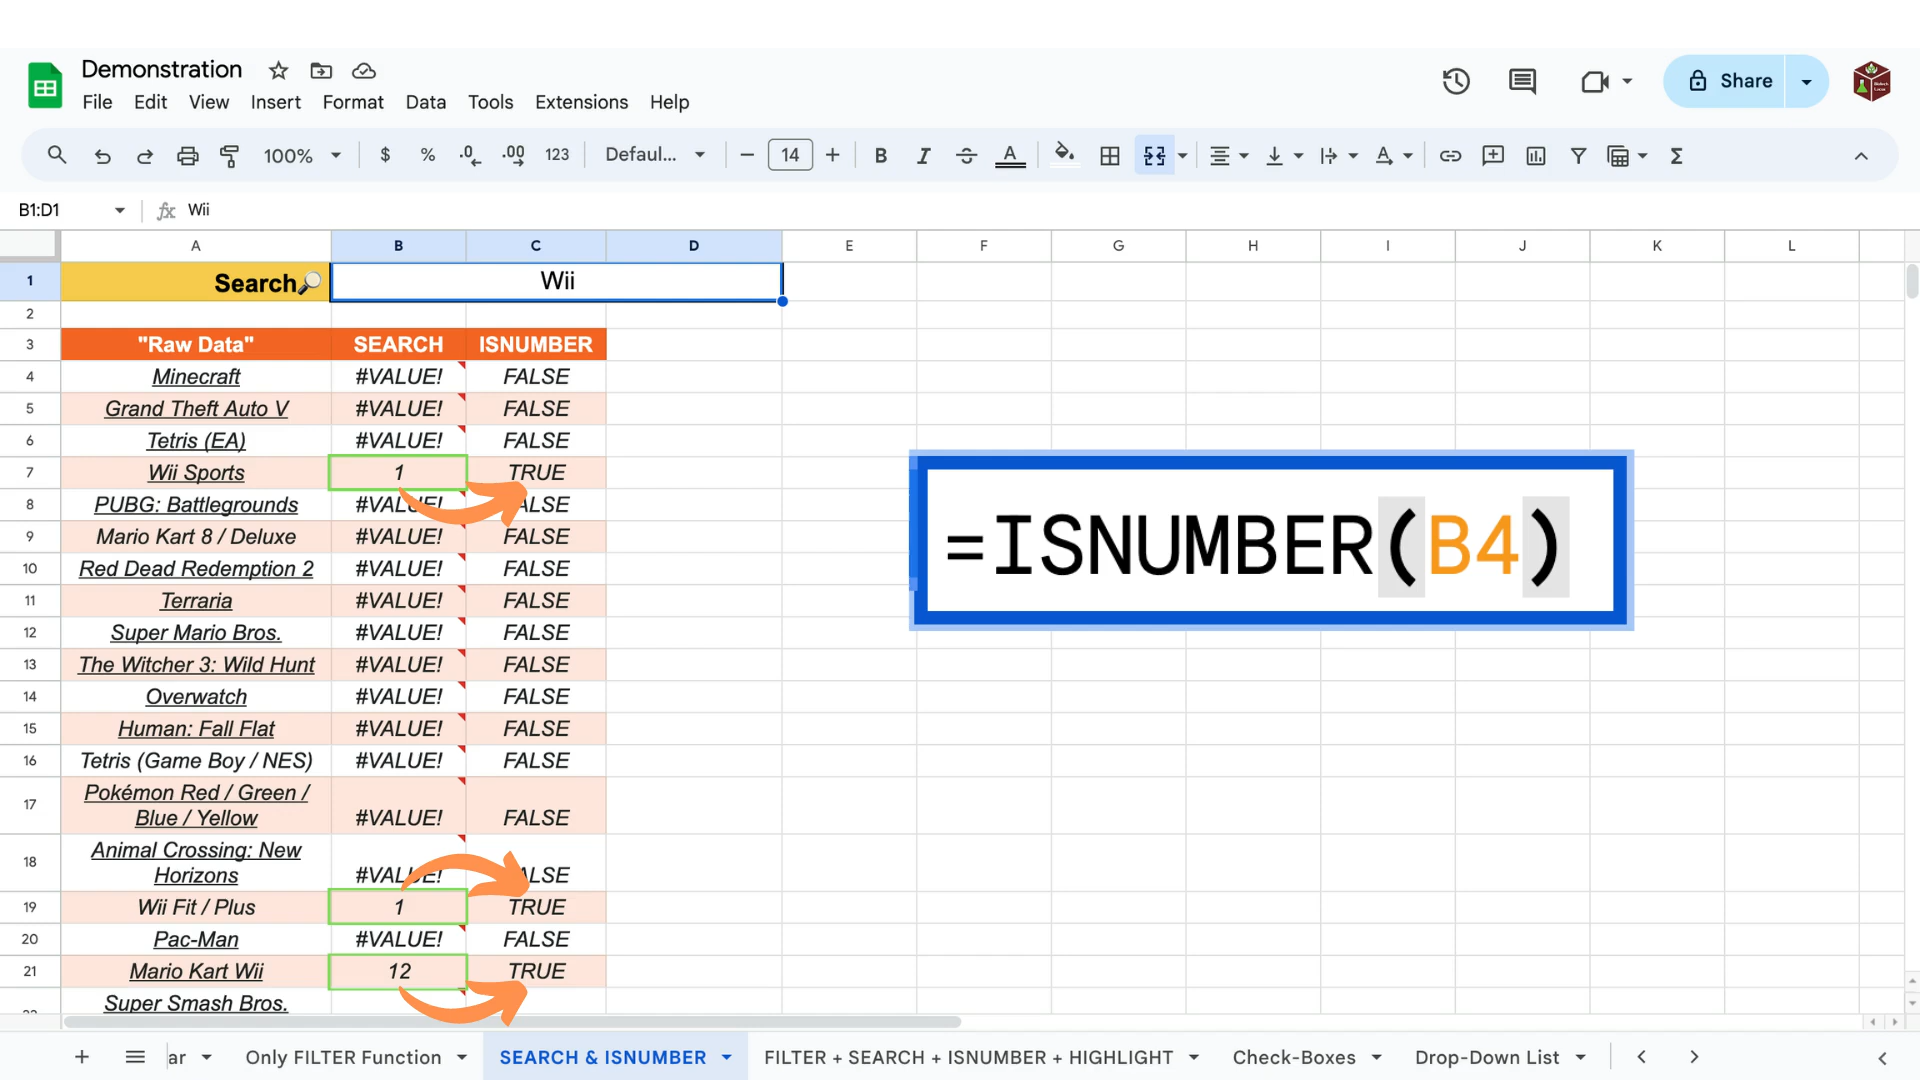 Demonstration
File Edit View Insert Format Data Tools Extensions Help
Share
100% $ % .0 .00 123 Defaul... 14 B I A
B1:D1 fx Wii
A B C D E F G H I J K L
1 Search Wii
2
3 "Raw Data" SEARCH ISNUMBER
4 Minecraft #VALUE! FALSE
5 Grand Theft Auto V #VALUE! FALSE
6 Tetris (EA) #VALUE! FALSE
7 Wii Sports 1 TRUE
8 PUBG: Battlegrounds #VALUE! FALSE
9 Mario Kart 8 / Deluxe #VALUE! FALSE
=ISNUMBER(B4)
10 Red Dead Redemption 2 #VALUE! FALSE
11 Terraria #VALUE! FALSE
12 Super Mario Bros. #VALUE! FALSE
13 The Witcher 3: Wild Hunt #VALUE! FALSE
14 Overwatch #VALUE! FALSE
15 Human: Fall Flat #VALUE! FALSE
16 Tetris (Game Boy / NES) #VALUE! FALSE
Pokémon Red / Green /
17 Blue / Yellow #VALUE! FALSE
Animal Crossing: New
18 Horizons #VALUE! FALSE
19 Wii Fit / Plus 1 TRUE
20 Pac-Man #VALUE! FALSE
21 Mario Kart Wii 12 TRUE
Super Smash Bros.
ar Only FILTER Function SEARCH & ISNUMBER FILTER + SEARCH + ISNUMBER + HIGHLIGHT Check-Boxes Drop-Down List